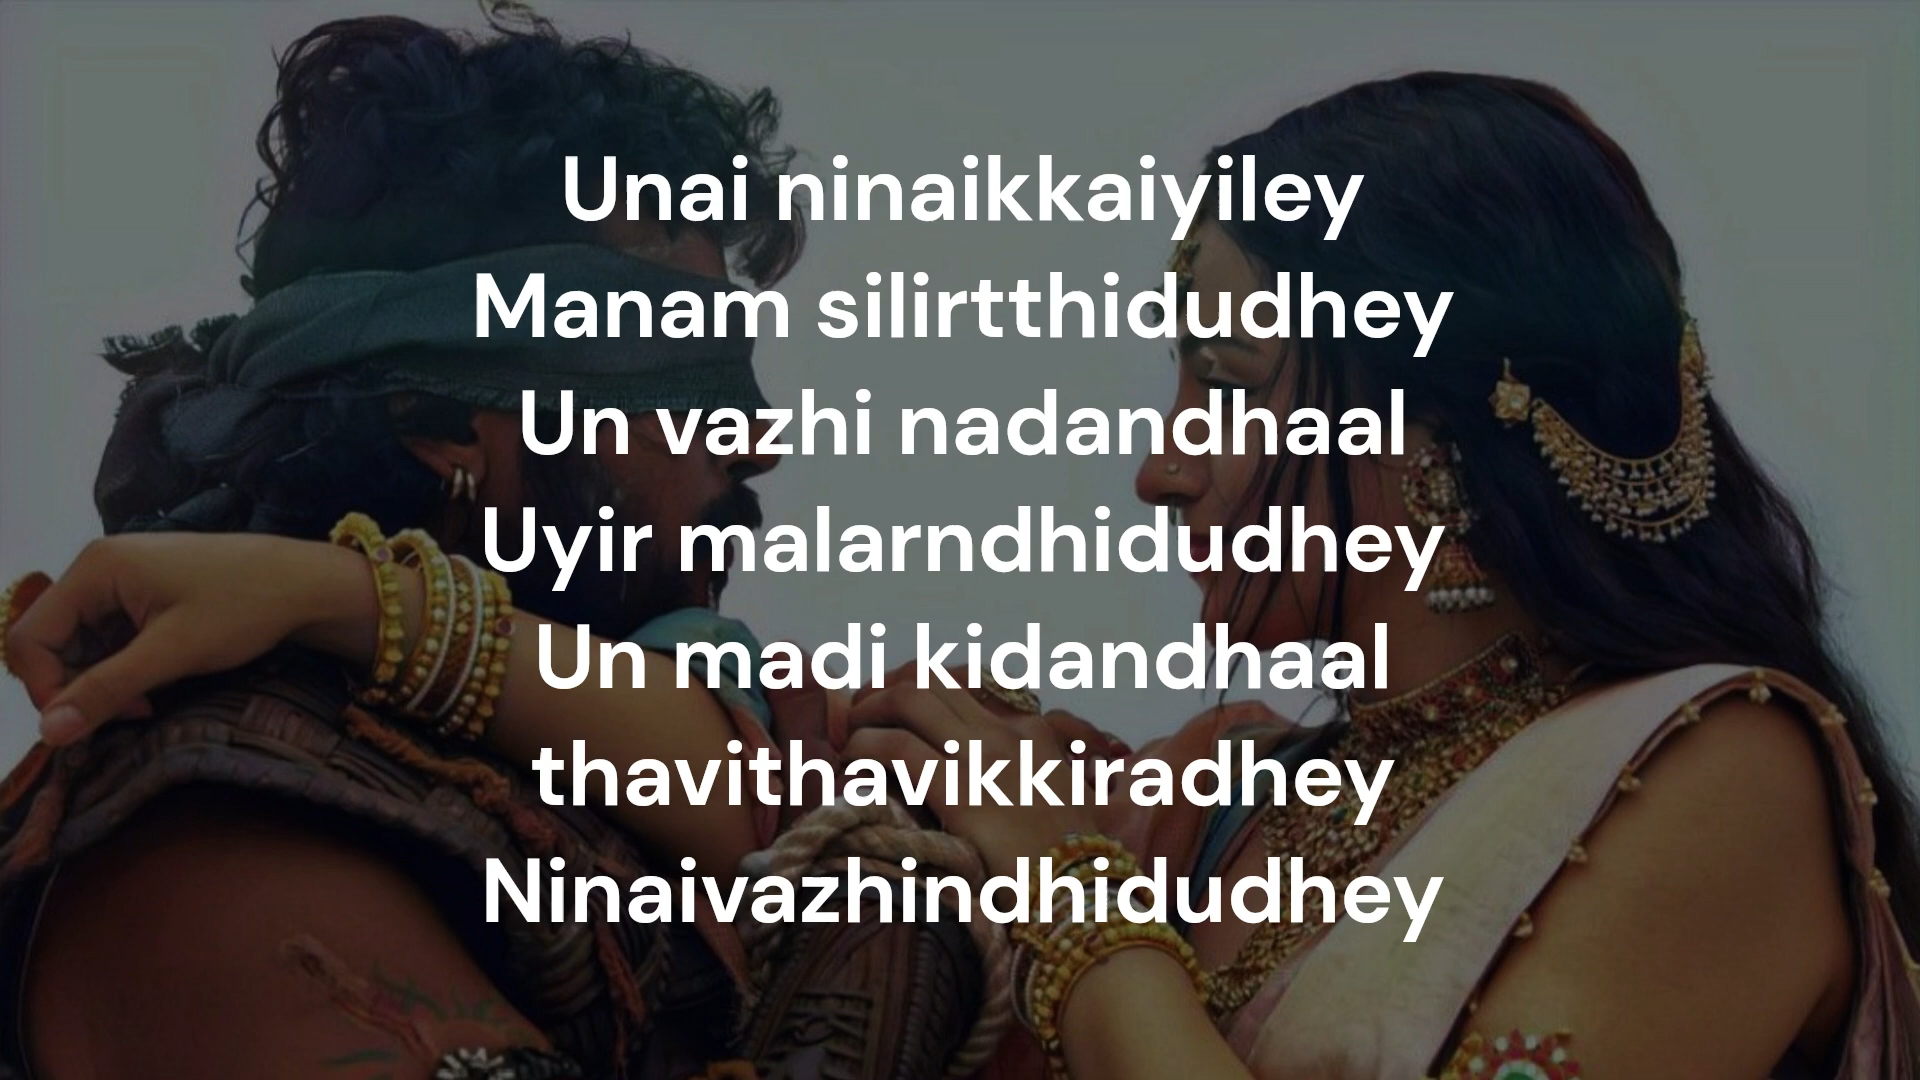 Unai ninaikkaiyiley
Manam silirtthidudhey
Un vazhi nadandhaal
Uyir malarndhidudhey
Un madi kidandhaal
thavithavikkiradhey
Ninaivazhindhidudhey